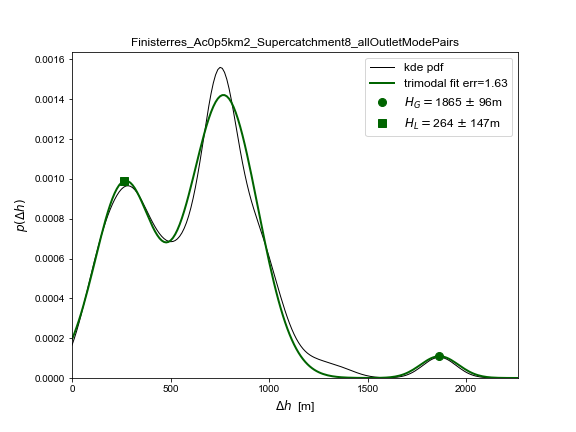 Finisterres_Ac0p5km2_Supercatchment8_allOutletModePairs
kde pdf
trimodal fit err=1.63
H_G = 1865 ± 96m
H_L = 264 ± 147m
p(Δh)
0.0016
0.0014
0.0012
0.0010
0.0008
0.0006
0.0004
0.0002
0.0000
0 500 1000 1500 2000
Δh [m]